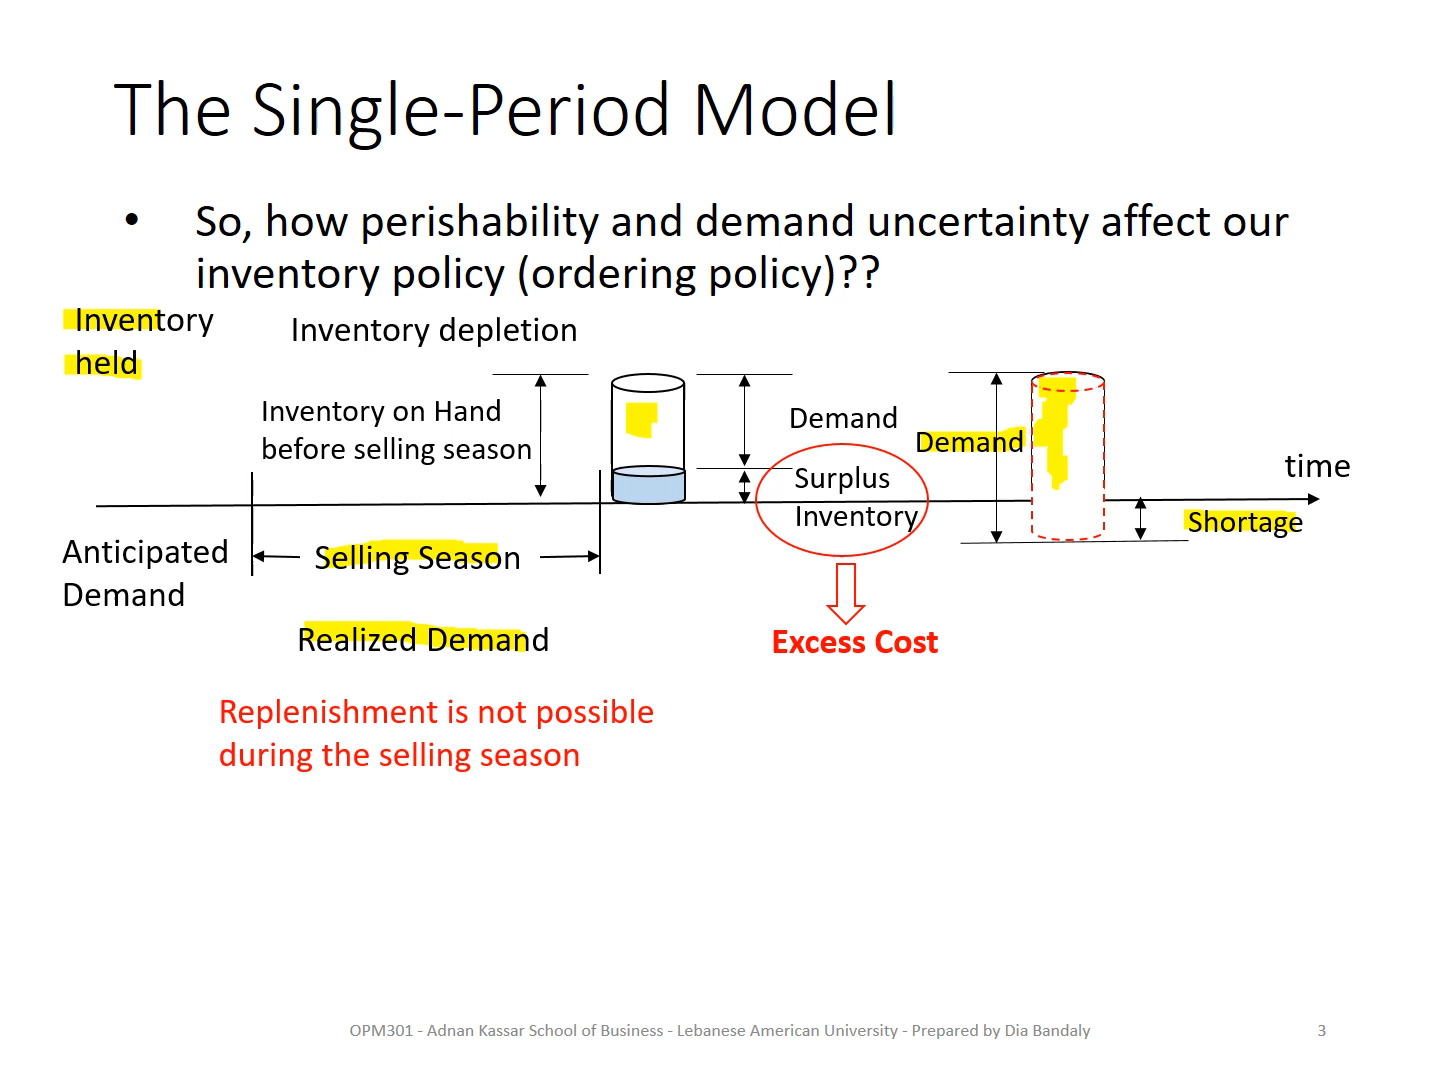 The Single-Period Model
• So, how perishability and demand uncertainty affect our
inventory policy (ordering policy)??
Inventory
held
Inventory depletion
Inventory on Hand
before selling season
Demand
Surplus
Inventory
Demand
time
Shortage
Anticipated
Demand
Selling Season
Realized Demand
Excess Cost
Replenishment is not possible
during the selling season
OPM301 - Adnan Kassar School of Business - Lebanese American University - Prepared by Dia Bandaly
3